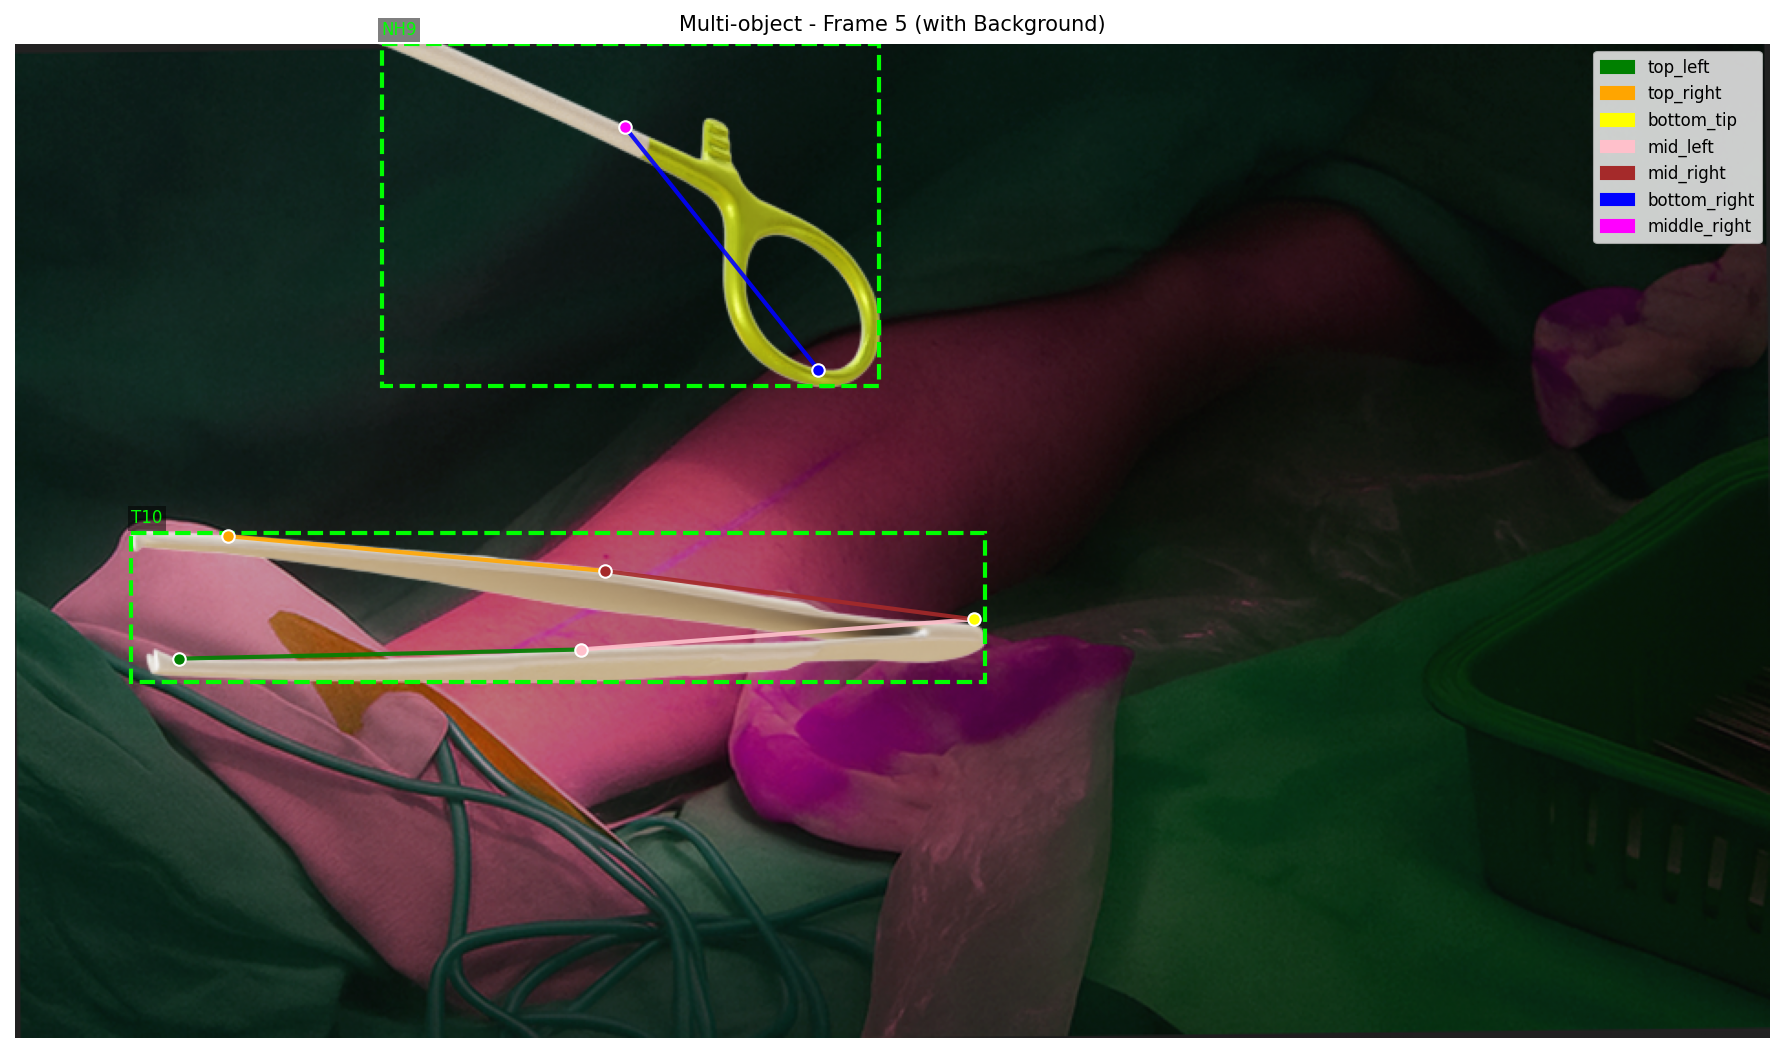 Multi-object - Frame 5 (with Background)
NH9
top_left
top_right
bottom_tip
mid_left
mid_right
bottom_right
middle_right
T10